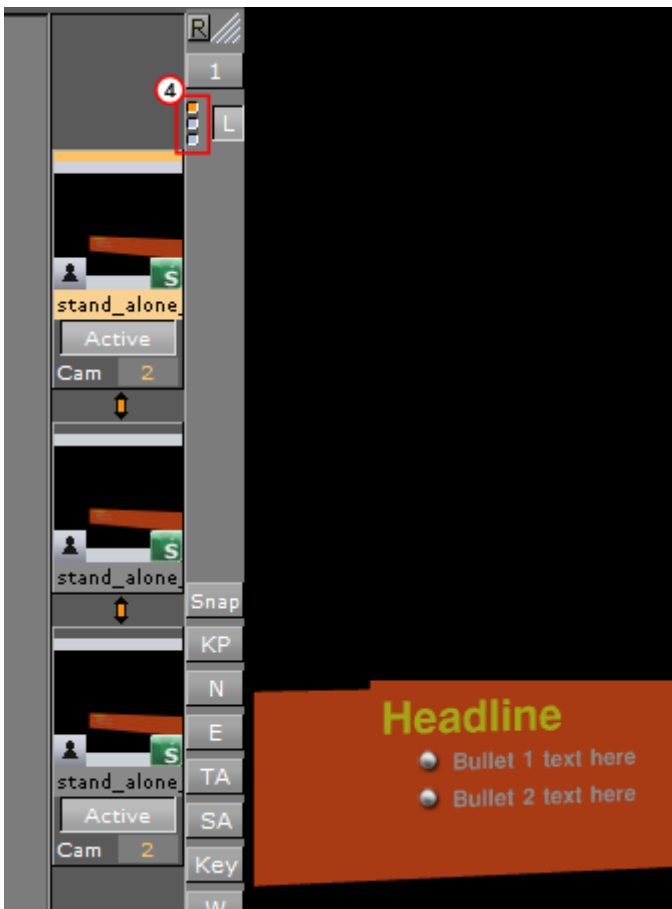 R
1
4
L
S
stand_alone_
Active
Cam 2
S
stand_alone_
Snap
KP
N
E
S
stand_alone_
TA
Active
SA
Cam 2
Key
W
Headline
Bullet 1 text here
Bullet 2 text here